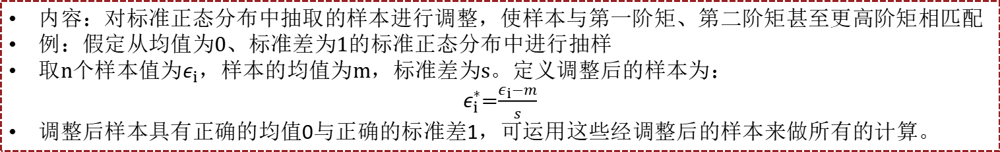 • 内容：对标准正态分布中抽取的样本进行调整，使样本与第一阶矩、第二阶矩甚至更高阶矩相匹配
• 例：假定从均值为0、标准差为1的标准正态分布中进行抽样
• 取n个样本值为ϵᵢ，样本的均值为m，标准差为s。定义调整后的样本为：
ϵᵢ*=(ϵᵢ−m)/s
• 调整后样本具有正确的均值0与正确的标准差1，可运用这些经调整后的样本来做所有的计算。